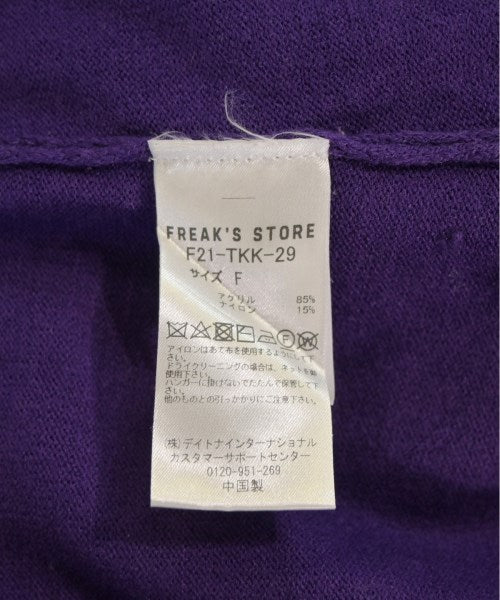 FREAK'S STORE
F21-TKK-29
サイズ F
アクリル 85%
ナイロン 15%
アイロンはあて布を使用するようにして下さい。
ドライクリーニングの場合は、ネットを御使用下さい。
ハンガーに掛けないでたたんで保管して下さい。
他のものとの引っかかりにご注意下さい。
(株)デイトナインターナショナル
カスタマーサポートセンター
0120-951-269
中国製